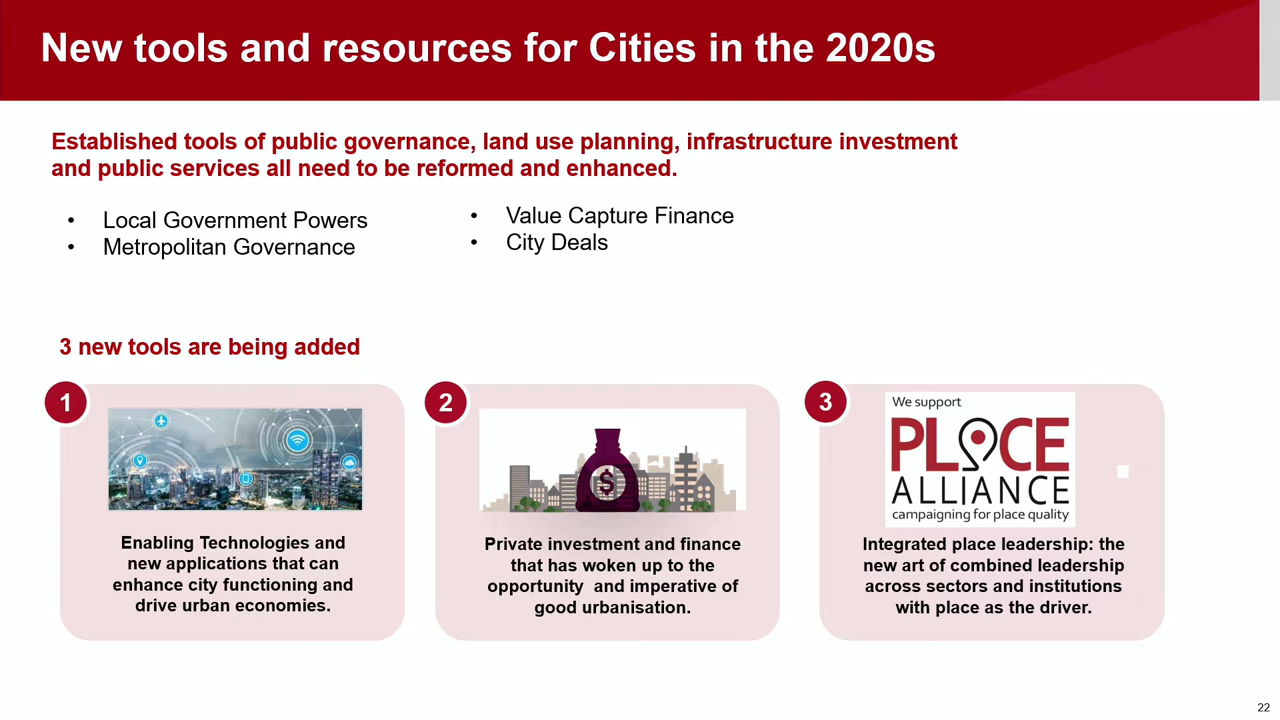 New tools and resources for Cities in the 2020s
Established tools of public governance, land use planning, infrastructure investment
and public services all need to be reformed and enhanced.
• Local Government Powers
• Metropolitan Governance
• Value Capture Finance
• City Deals
3 new tools are being added
1
Enabling Technologies and
new applications that can
enhance city functioning and
drive urban economies.
2
$
Private investment and finance
that has woken up to the
opportunity  and imperative of
good urbanisation.
3
We support
PLACE
ALLIANCE
campaigning for place quality
Integrated place leadership: the
new art of combined leadership
across sectors and institutions
with place as the driver.
22